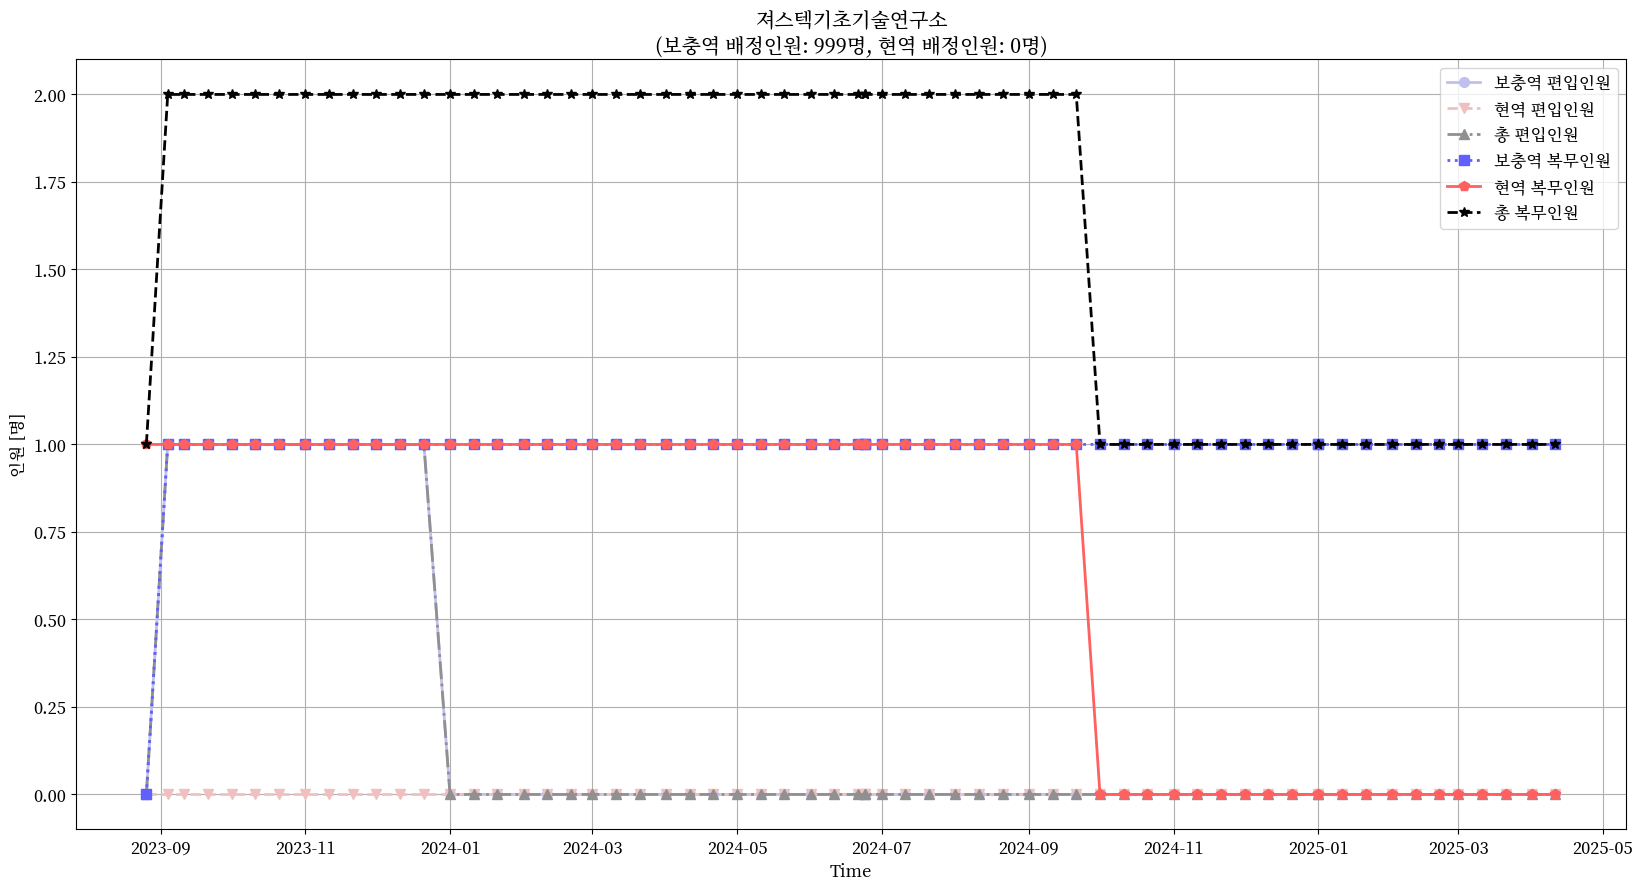 져스텍기초기술연구소
(보충역 배정인원: 999명, 현역 배정인원: 0명)
인원 [명]
2.00
1.75
1.50
1.25
1.00
0.75
0.50
0.25
0.00
보충역 편입인원
현역 편입인원
총 편입인원
보충역 복무인원
현역 복무인원
총 복무인원
2023-09
2023-11
2024-01
2024-03
2024-05
2024-07
2024-09
2024-11
2025-01
2025-03
2025-05
Time